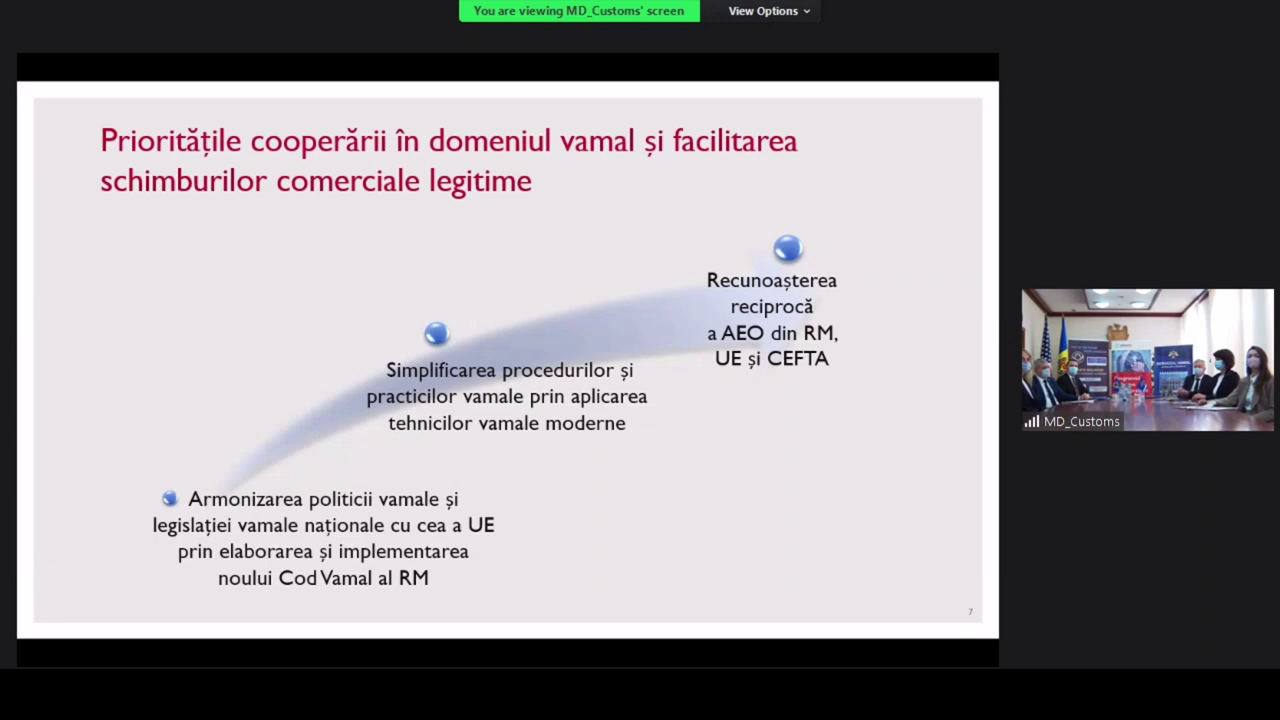 You are viewing MD_Customs' screen
View Options
Prioritățile cooperării în domeniul vamal și facilitarea
schimburilor comerciale legitime
Recunoașterea
reciprocă
a AEO din RM,
UE și CEFTA
Simplificarea procedurilor și
practicilor vamale prin aplicarea
tehnicilor vamale moderne
Armonizarea politicii vamale și
legislației vamale naționale cu cea a UE
prin elaborarea și implementarea
noului Cod Vamal al RM
7
MD_Customs